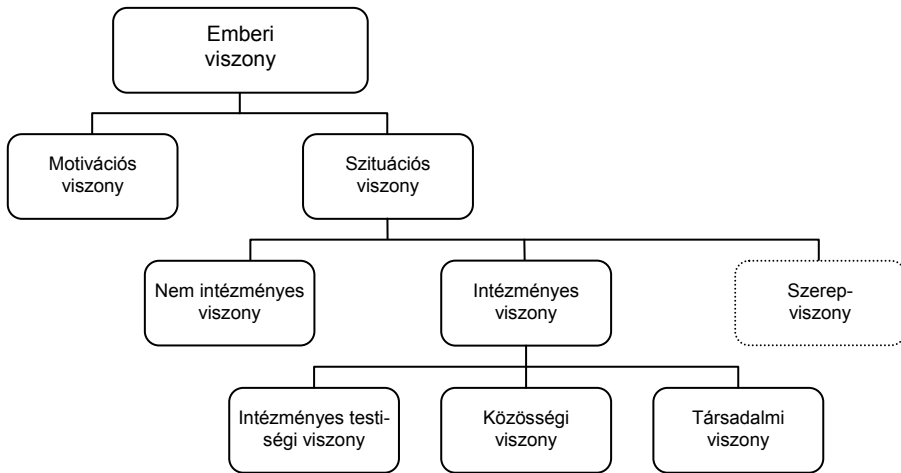 Emberi
viszony
Motivációs
viszony
Szituációs
viszony
Nem intézményes
viszony
Intézményes
viszony
Szerep-
viszony
Intézményes testi-
ségi viszony
Közösségi
viszony
Társadalmi
viszony